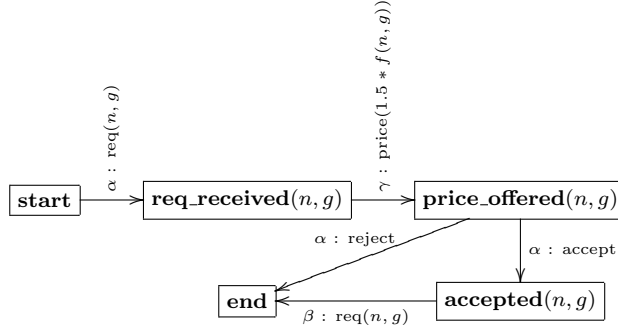 α : req(n, g)
γ : price(1.5 * f(n, g))
start
req_received(n, g)
price_offered(n, g)
α : reject
α : accept
end
accepted(n, g)
β : req(n, g)